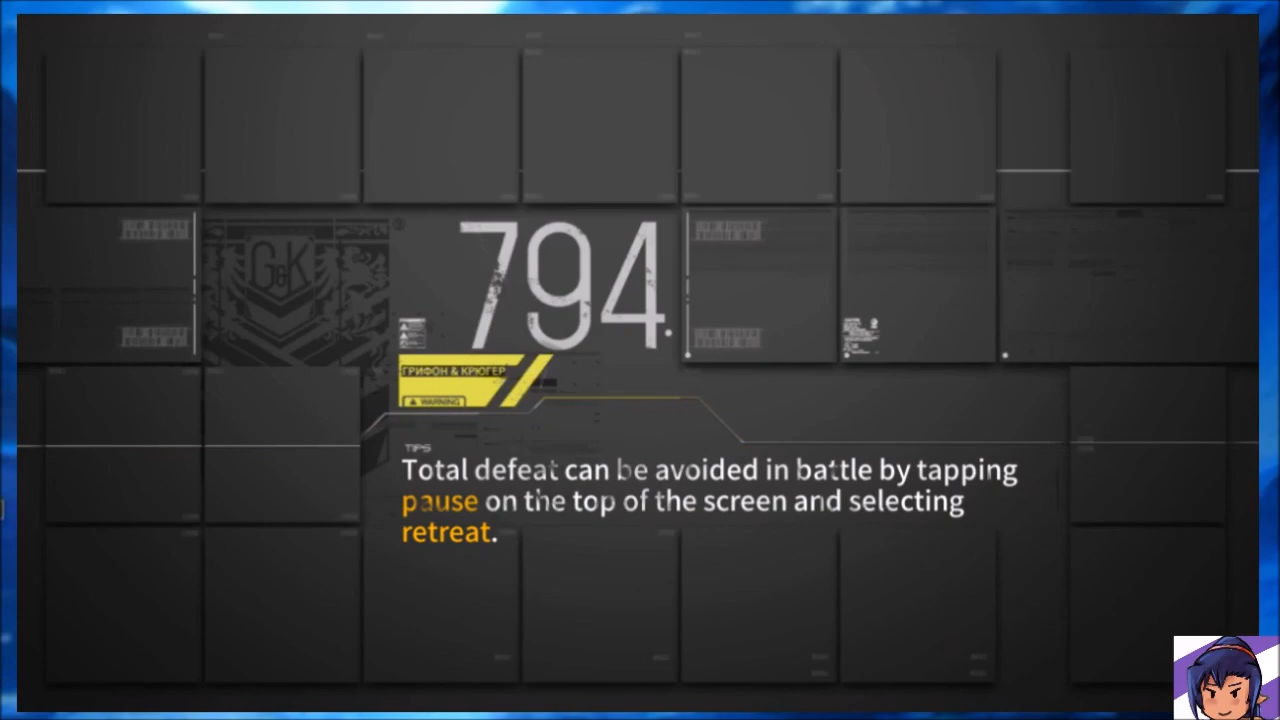 G&K
794.
ГРИФОН & КРЮГЕР
WARNING
TIPS
Total defeat can be avoided in battle by tapping
pause on the top of the screen and selecting
retreat.